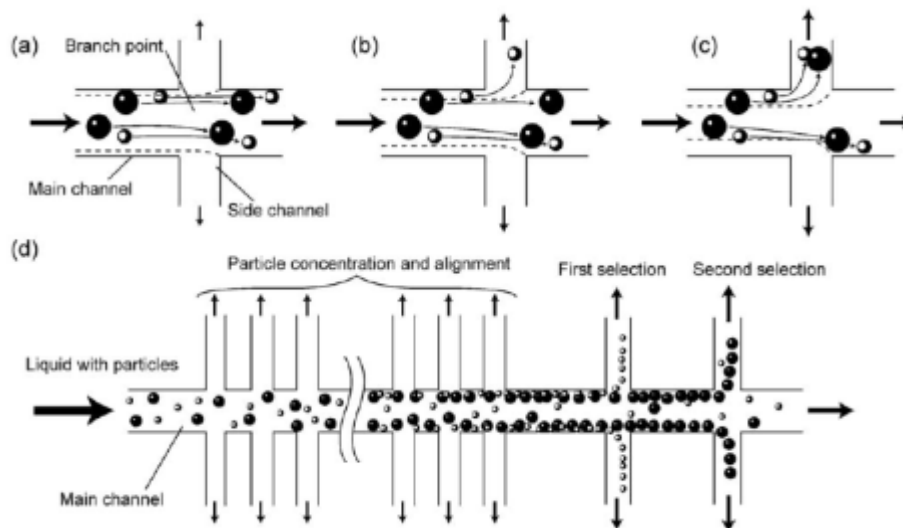 (a)
Branch point
(b)
(c)
Main channel
Side channel
(d)
Particle concentration and alignment
First selection
Second selection
Liquid with particles
Main channel